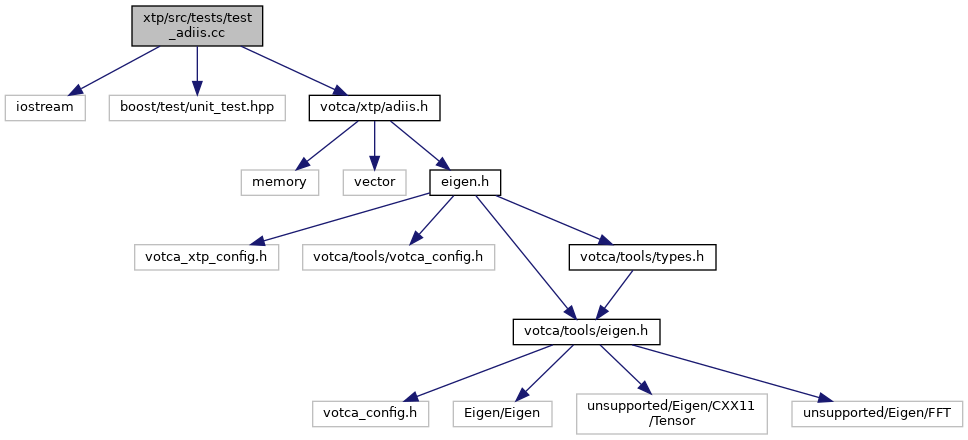 xtp/src/tests/test
_adiis.cc
iostream
boost/test/unit_test.hpp
votca/xtp/adiis.h
memory
vector
eigen.h
votca_xtp_config.h
votca/tools/votca_config.h
votca/tools/types.h
votca/tools/eigen.h
votca_config.h
Eigen/Eigen
unsupported/Eigen/CXX11
/Tensor
unsupported/Eigen/FFT